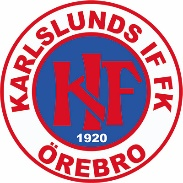 KARLSLUNDS IF FK
KIF
1920
ÖREBRO